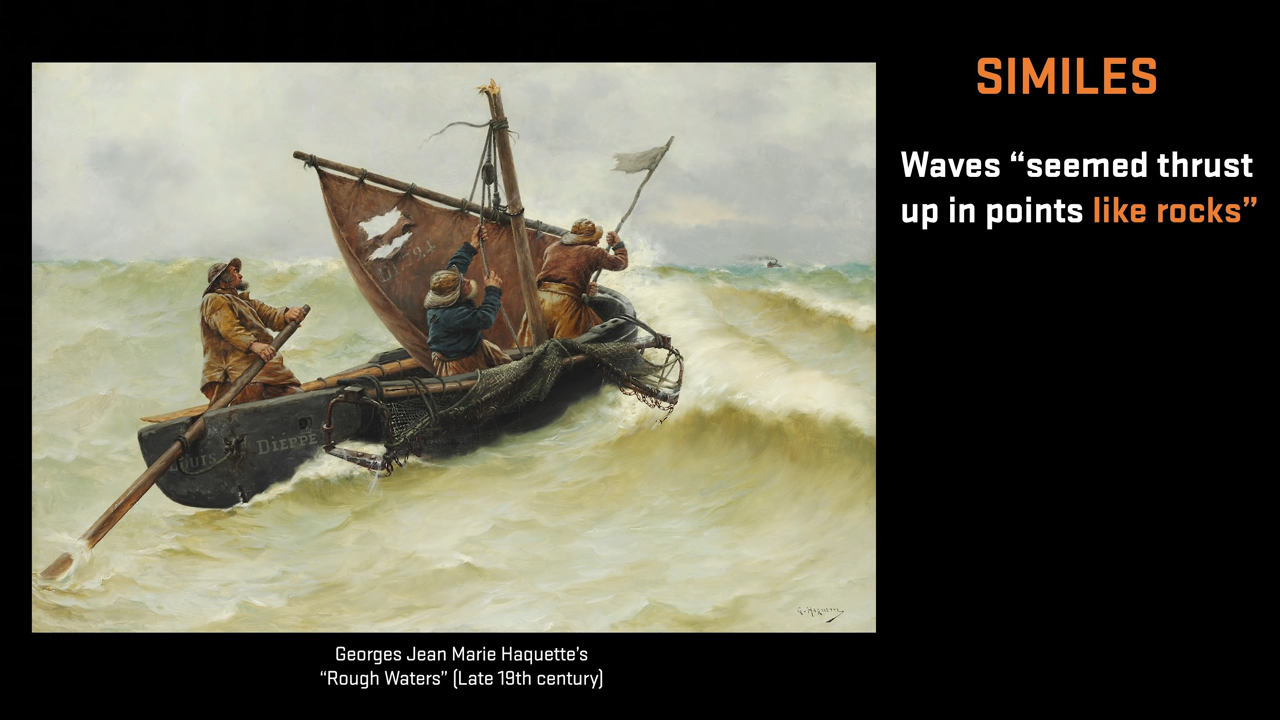 SIMILES
Waves “seemed thrust
up in points like rocks”
DIEPPE
G. Haquette
Georges Jean Marie Haquette’s
“Rough Waters” (Late 19th century)